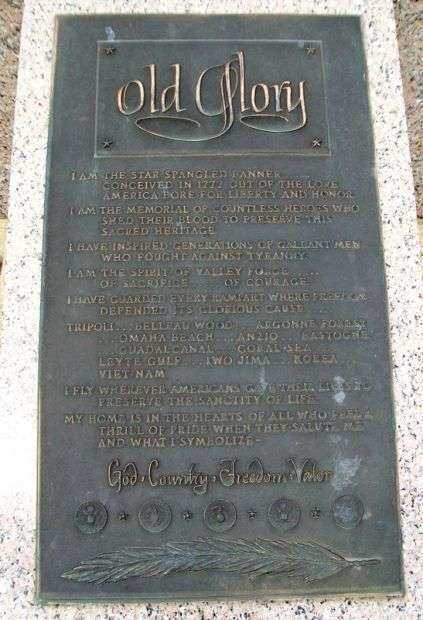 Old Glory
I AM THE STAR SPANGLED BANNER
CONCEIVED IN 1772 OUT OF THE LOVE
AMERICA BORE FOR LIBERTY AND HONOR
I AM THE MEMORIAL OF COUNTLESS HEROES WHO
SHED THEIR BLOOD TO PRESERVE THIS
SACRED HERITAGE
I HAVE INSPIRED GENERATIONS OF GALLANT MEN
WHO FOUGHT AGAINST TYRANNY
I AM THE SPIRIT OF VALLEY FORGE .....
OF SACRIFICE ..... OF COURAGE
I HAVE GUARDED EVERY RAMPART WHERE FREEDOM
DEFENDED ITS GLORIOUS CAUSE
TRIPOLI... BELLEAU WOOD... ARGONNE FOREST
... OMAHA BEACH... ANZIO... BASTOGNE
... GUADALCANAL... CORAL SEA
LEYTE GULF... IWO JIMA... KOREA...
VIET NAM
I FLY WHEREVER AMERICANS GAVE THEIR LIVES TO
PRESERVE THE SANCTITY OF LIFE.
MY HOME IS IN THE HEARTS OF ALL WHO FEEL A
THRILL OF PRIDE WHEN THEY SALUTE ME
AND WHAT I SYMBOLIZE-
God · Country · Freedom · Valor